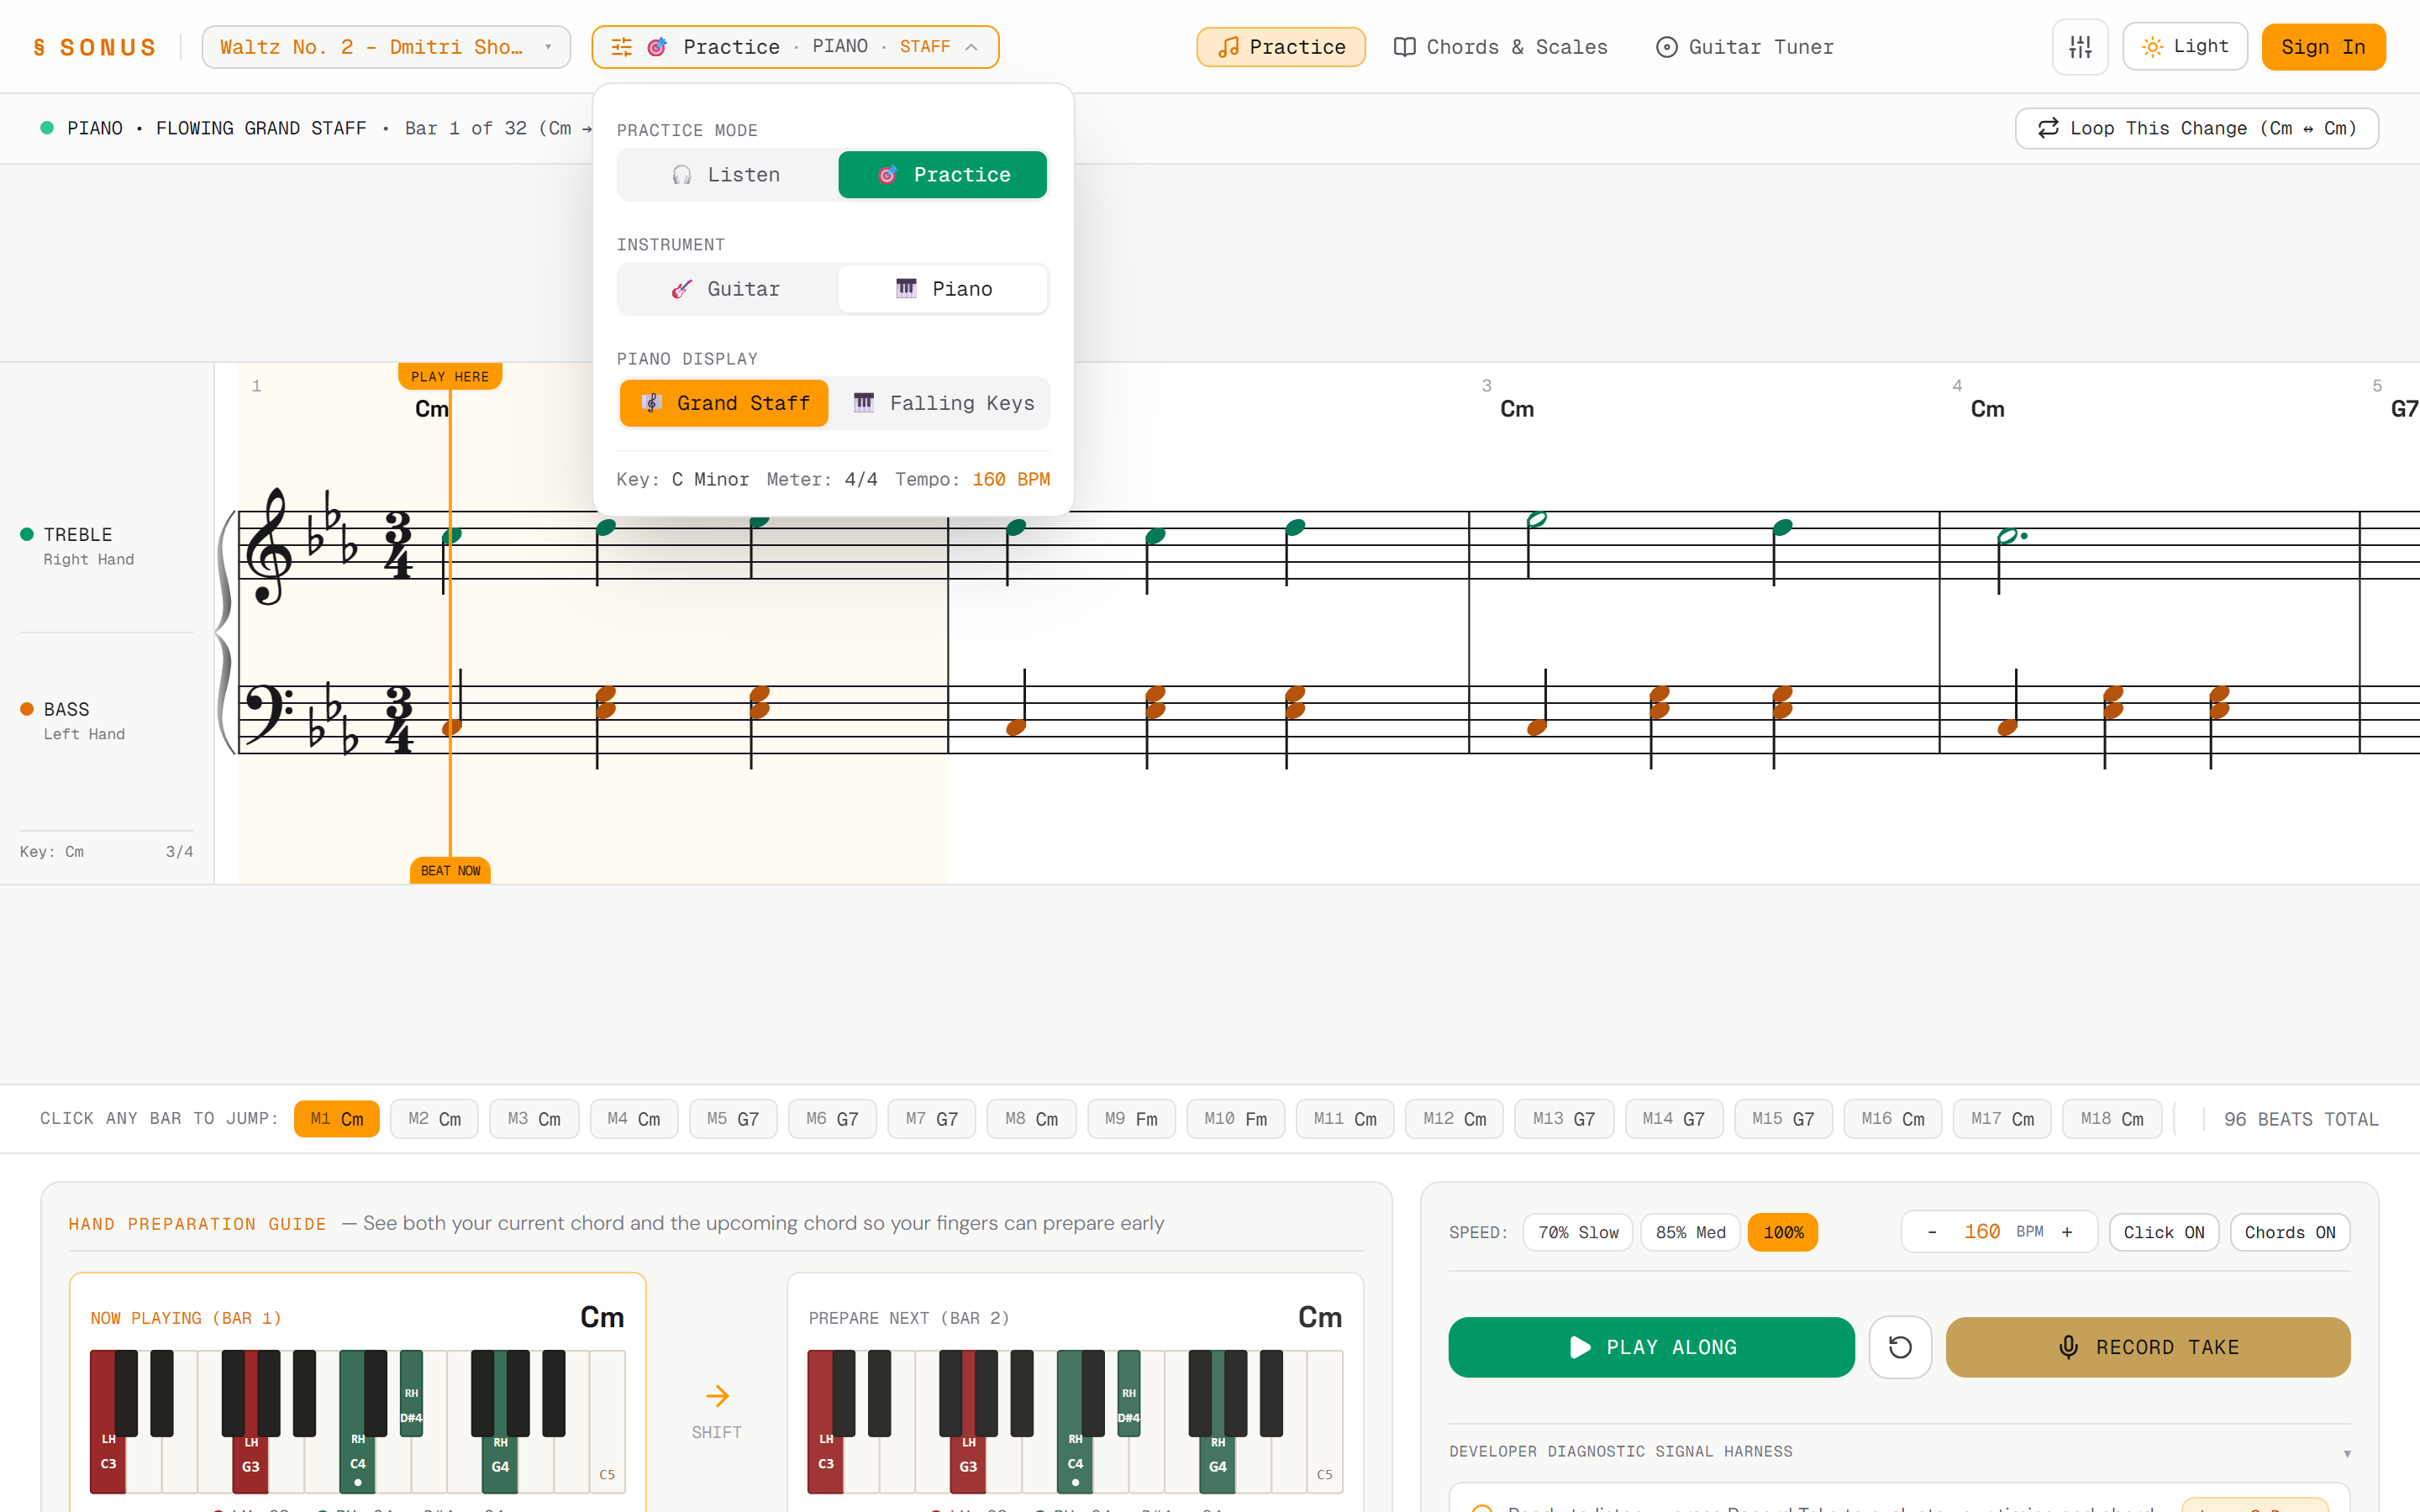 § SONUS
Waltz No. 2 – Dmitri Sho…
Practice · PIANO · STAFF
Practice
Chords & Scales
Guitar Tuner
Light
Sign In
PIANO • FLOWING GRAND STAFF • Bar 1 of 32 (Cm →
Loop This Change (Cm ↔ Cm)
PRACTICE MODE
Listen
Practice
INSTRUMENT
Guitar
Piano
PIANO DISPLAY
Grand Staff
Falling Keys
Key: C Minor Meter: 4/4 Tempo: 160 BPM
1
PLAY HERE
3
4
5
Cm
Cm
Cm
G7
TREBLE
Right Hand
3
4
BASS
Left Hand
3
4
Key: Cm 3/4
BEAT NOW
CLICK ANY BAR TO JUMP: M1 Cm M2 Cm M3 Cm M4 Cm M5 G7 M6 G7 M7 G7 M8 Cm M9 Fm M10 Fm M11 Cm M12 Cm M13 G7 M14 G7 M15 G7 M16 Cm M17 Cm M18 Cm 96 BEATS TOTAL
HAND PREPARATION GUIDE — See both your current chord and the upcoming chord so your fingers can prepare early
NOW PLAYING (BAR 1) Cm
RH
D#4
LH LH RH RH
C3 G3 C4 G4 C5
SHIFT
PREPARE NEXT (BAR 2) Cm
RH
D#4
LH LH RH RH
C3 G3 C4 G4 C5
SPEED: 70% Slow 85% Med 100% - 160 BPM + Click ON Chords ON
PLAY ALONG
RECORD TAKE
DEVELOPER DIAGNOSTIC SIGNAL HARNESS